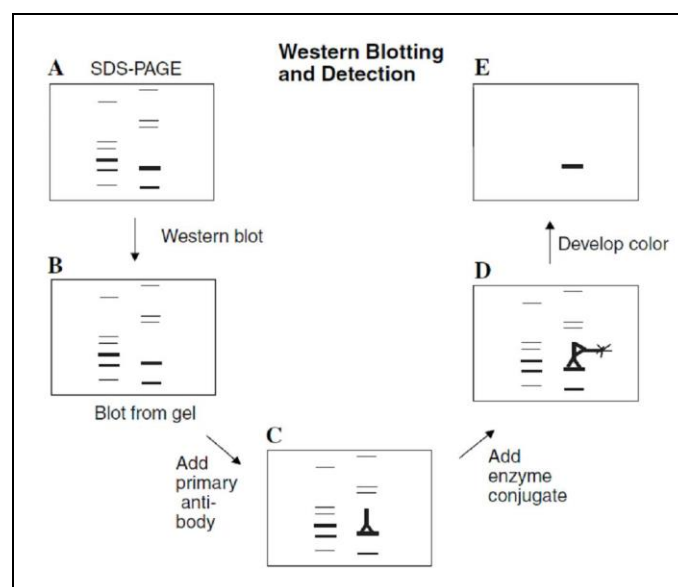 Western Blotting
and Detection
A
SDS-PAGE
Western blot
B
Blot from gel
Add
primary
anti-
body
C
Add
enzyme
conjugate
D
Develop color
E